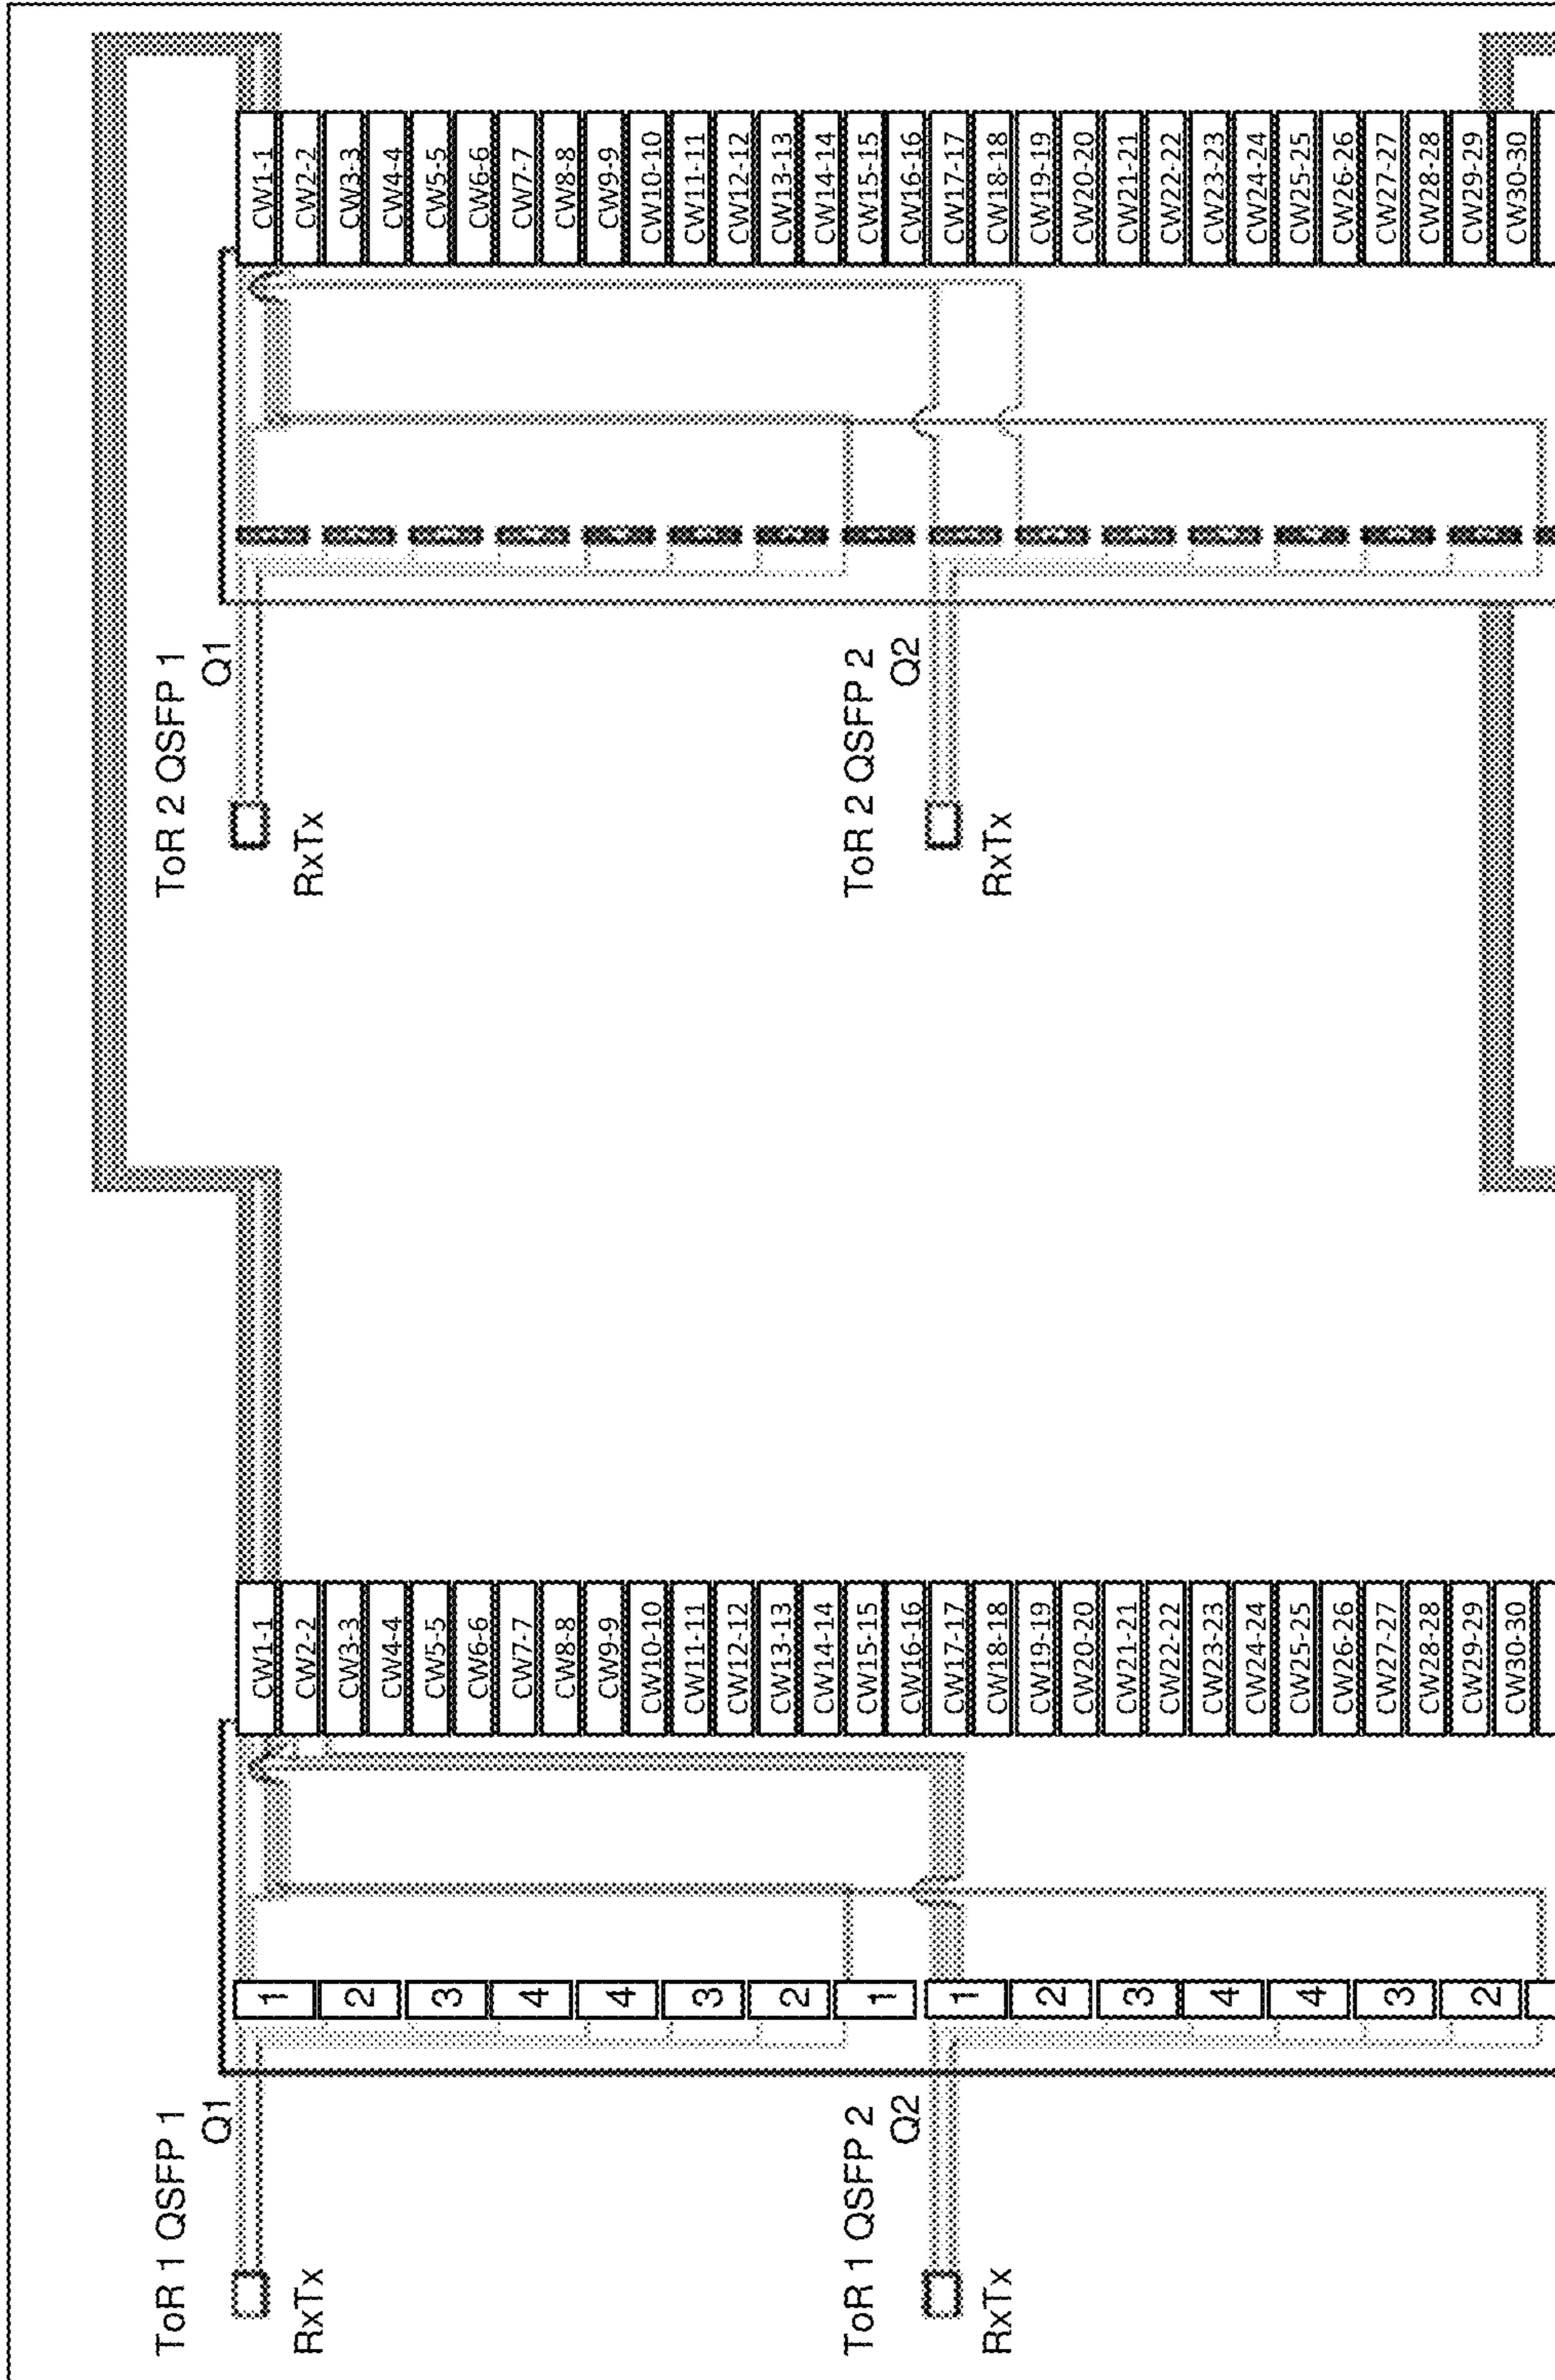 ToR 1 QSFP 1
Q1
RxTx
ToR 1 QSFP 2
Q2
RxTx
1
2
3
4
4
3
2
1
1
2
3
4
4
3
2
CW1-1
CW2-2
CW3-3
CW4-4
CW5-5
CW6-6
CW7-7
CW8-8
CW9-9
CW10-10
CW11-11
CW12-12
CW13-13
CW14-14
CW15-15
CW16-16
CW17-17
CW18-18
CW19-19
CW20-20
CW21-21
CW22-22
CW23-23
CW24-24
CW25-25
CW26-26
CW27-27
CW28-28
CW29-29
CW30-30
ToR 2 QSFP 1
Q1
RxTx
ToR 2 QSFP 2
Q2
RxTx
CW1-1
CW2-2
CW3-3
CW4-4
CW5-5
CW6-6
CW7-7
CW8-8
CW9-9
CW10-10
CW11-11
CW12-12
CW13-13
CW14-14
CW15-15
CW16-16
CW17-17
CW18-18
CW19-19
CW20-20
CW21-21
CW22-22
CW23-23
CW24-24
CW25-25
CW26-26
CW27-27
CW28-28
CW29-29
CW30-30